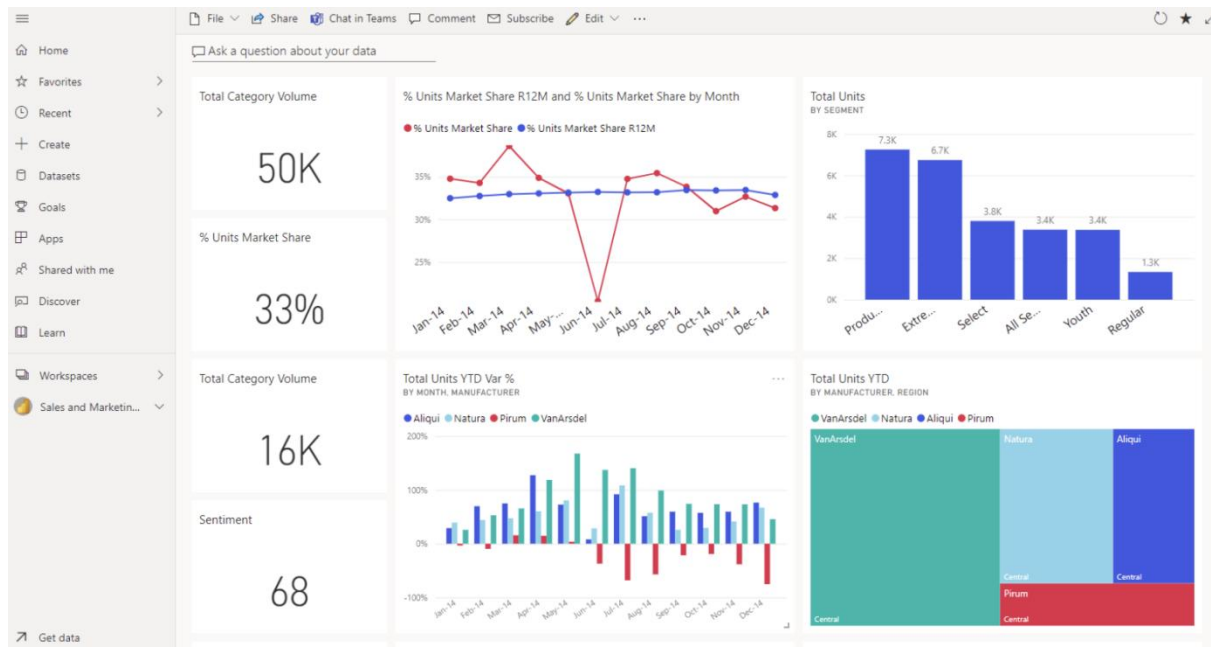 File Share Chat in Teams Comment Subscribe Edit ...
Home
Favorites
Recent
Create
Datasets
Goals
Apps
Shared with me
Discover
Learn
Workspaces
Sales and Marketin...
Get data
Ask a question about your data
Total Category Volume
50K
% Units Market Share
33%
% Units Market Share R12M and % Units Market Share by Month
% Units Market Share % Units Market Share R12M
35%
30%
25%
Jan-14 Feb-14 Mar-14 Apr-14 May-... Jun-14 Jul-14 Aug-14 Sep-14 Oct-14 Nov-14 Dec-14
Total Units
BY SEGMENT
8K
6K
4K
2K
0K
7.3K 6.7K 3.8K 3.4K 3.4K 1.3K
Produ... Extre... Select All Se... Youth Regular
Total Category Volume
16K
Sentiment
68
Total Units YTD Var %
BY MONTH, MANUFACTURER
...
Aliqui Natura Pirum VanArsdel
200%
100%
0%
-100%
Jan-14 Feb-14 Mar-14 Apr-14 May-14 Jun-14 Jul-14 Aug-14 Sep-14 Oct-14 Nov-14 Dec-14
Total Units YTD
BY MANUFACTURER, REGION
VanArsdel Natura Aliqui Pirum
VanArsdel
Central
Natura
Central
Aliqui
Central
Pirum
Central